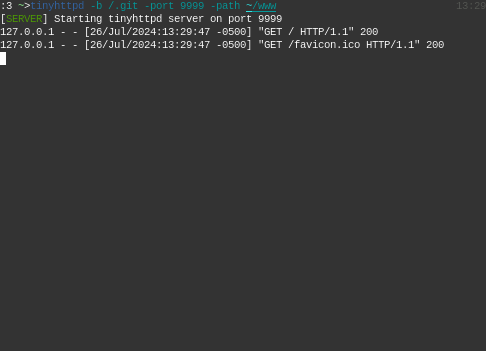 :3 ~>tinyhttpd -b /.git -port 9999 -path ~/www 13:29
[SERVER] Starting tinyhttpd server on port 9999
127.0.0.1 - - [26/Jul/2024:13:29:47 -0500] "GET / HTTP/1.1" 200
127.0.0.1 - - [26/Jul/2024:13:29:47 -0500] "GET /favicon.ico HTTP/1.1" 200